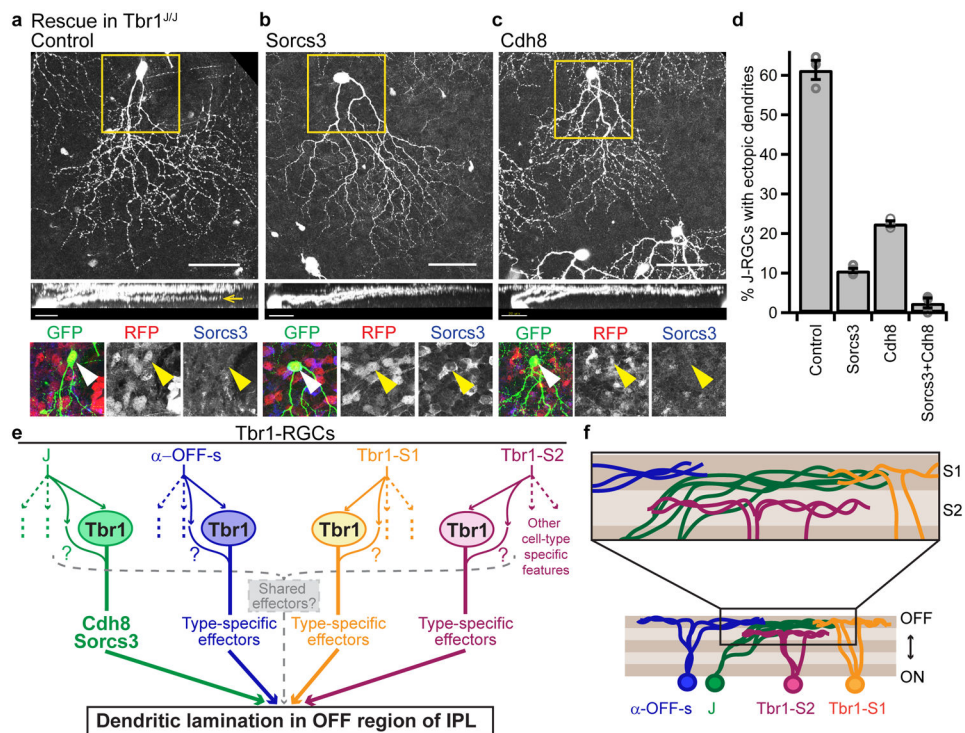 a Rescue in Tbr1^J/J
Control
b
Sorcs3
c
Cdh8
GFP RFP Sorcs3
GFP RFP Sorcs3
GFP RFP Sorcs3
d
% J-RGCs with ectopic dendrites
60
50
40
30
20
10
0
Control
Sorcs3
Cdh8
Sorcs3+Cdh8
e
Tbr1-RGCs
J α–OFF-s Tbr1-S1 Tbr1-S2
Tbr1 Tbr1 Tbr1 Tbr1
? ? ? ?
Other
cell-type
specific
features
Shared
effectors?
Cdh8
Sorcs3
Type-specific
effectors
Type-specific
effectors
Type-specific
effectors
Dendritic lamination in OFF region of IPL
f
S1
S2
OFF
ON
α-OFF-s J Tbr1-S2 Tbr1-S1